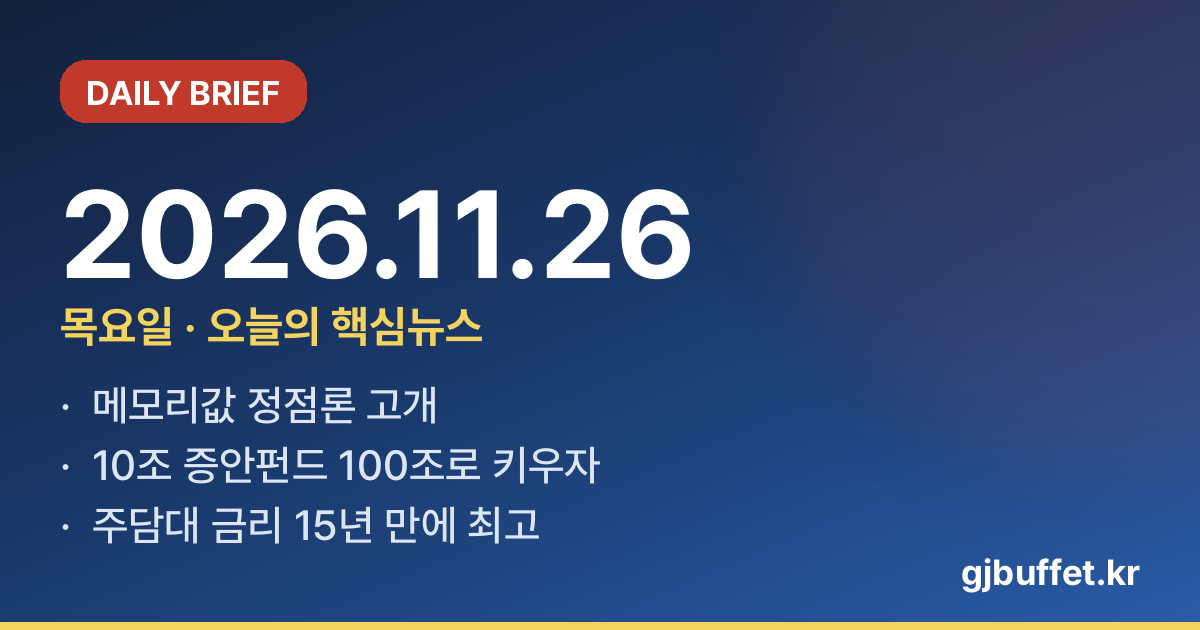 DAILY BRIEF
2026.11.26
목요일 · 오늘의 핵심뉴스
· 메모리값 정점론 고개
· 10조 증안펀드 100조로 키우자
· 주담대 금리 15년 만에 최고
gjbuffet.kr